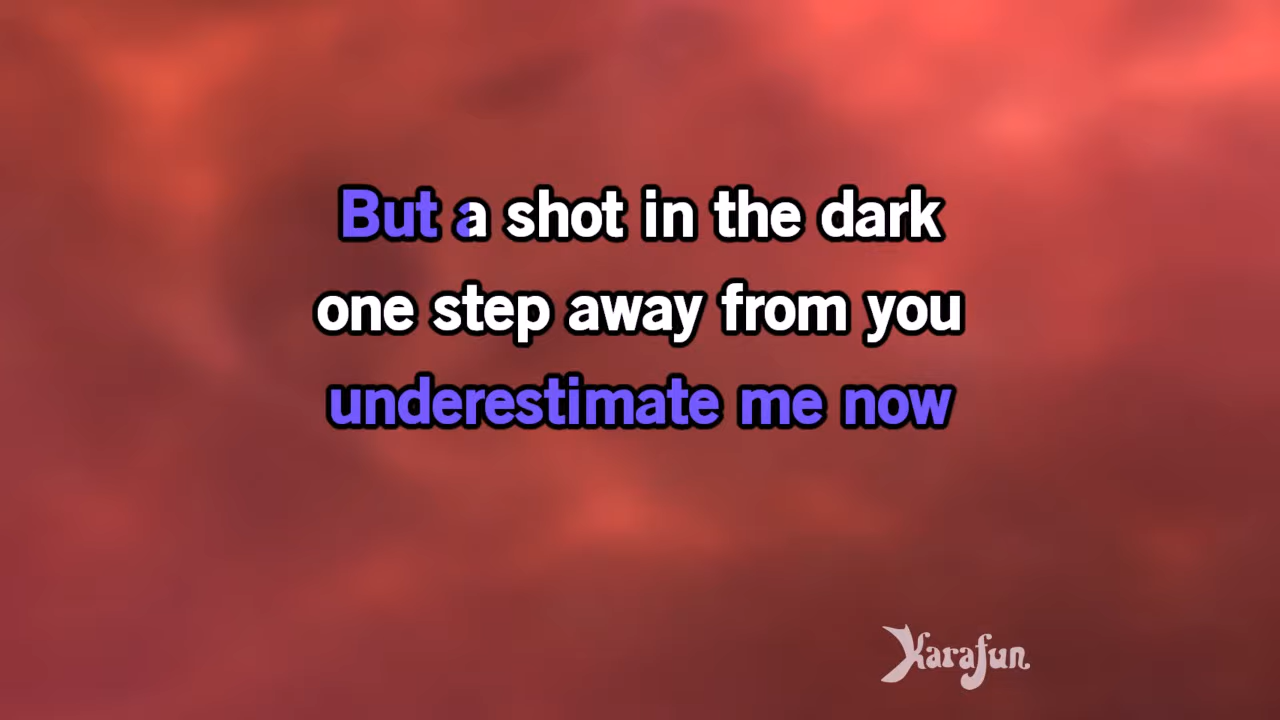 But a shot in the dark
one step away from you
underestimate me now
Karafun